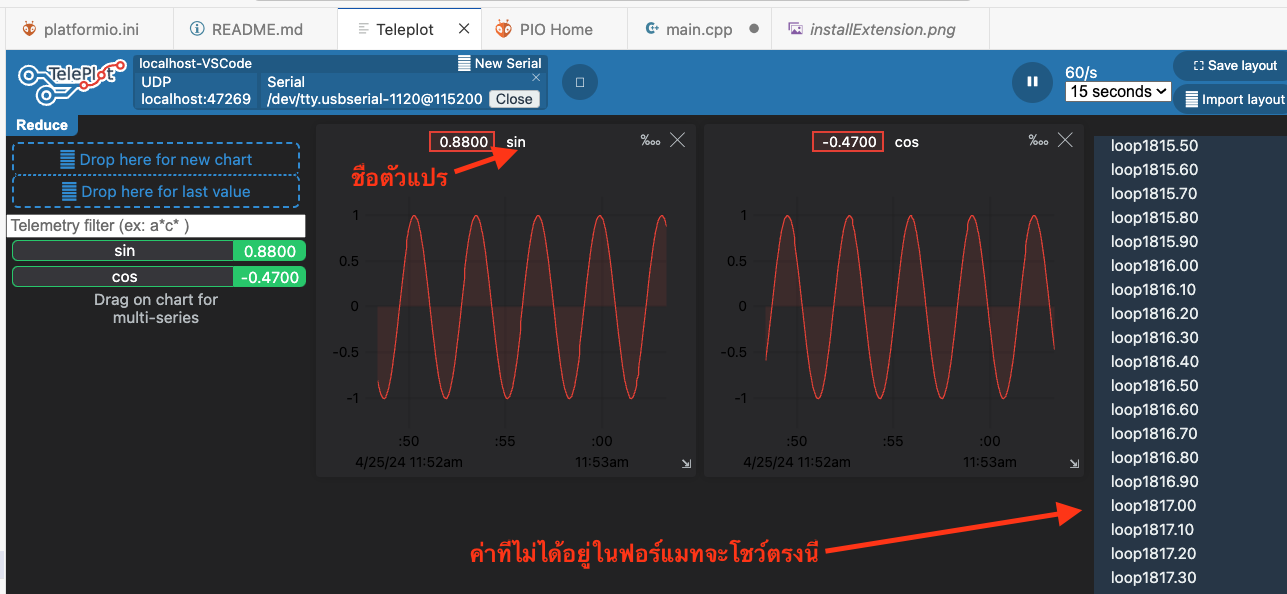 platformio.ini
README.md
Teleplot
PIO Home
main.cpp
installExtension.png
TelePlot
localhost-VSCode
New Serial
UDP
Serial
localhost:47269
/dev/tty.usbserial-1120@115200 Close
60/s
15 seconds
Save layout
Import layout
Reduce
Drop here for new chart
Drop here for last value
Telemetry filter (ex: a*c* )
sin 0.8800
cos -0.4700
Drag on chart for
multi-series
0.8800 sin
ชื่อตัวแปร
1
0.5
0
-0.5
-1
:50 :55 :00
4/25/24 11:52am 11:53am
-0.4700 cos
1
0.5
0
-0.5
-1
:50 :55 :00
4/25/24 11:52am 11:53am
ค่าที่ไม่ได้อยู่ในฟอร์แมทจะโชว์ตรงนี้
loop1815.50
loop1815.60
loop1815.70
loop1815.80
loop1815.90
loop1816.00
loop1816.10
loop1816.20
loop1816.30
loop1816.40
loop1816.50
loop1816.60
loop1816.70
loop1816.80
loop1816.90
loop1817.00
loop1817.10
loop1817.20
loop1817.30